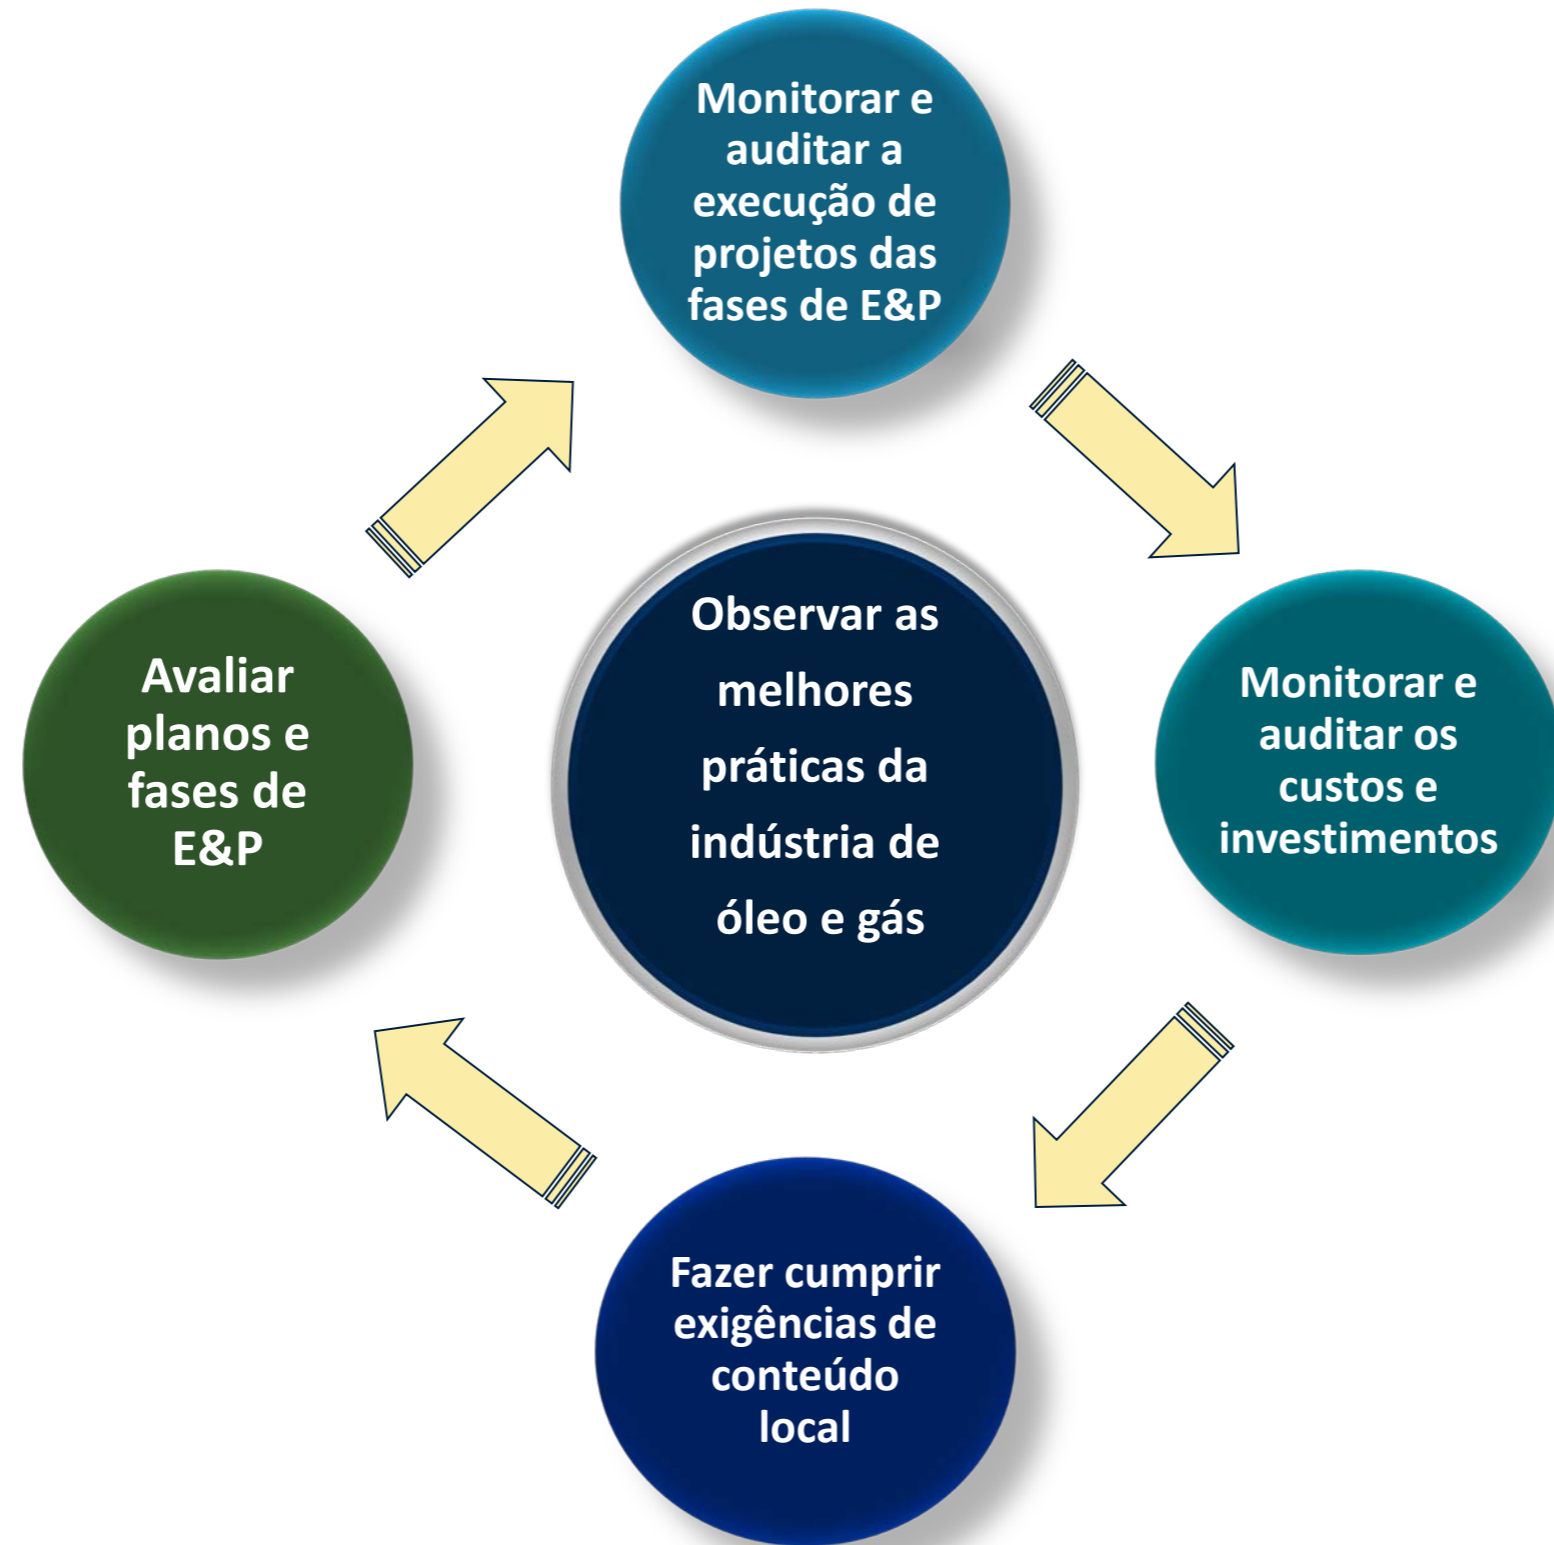 Monitorar e
auditar a
execução de
projetos das
fases de E&P
Observar as
melhores
práticas da
indústria de
óleo e gás
Avaliar
planos e
fases de
E&P
Monitorar e
auditar os
custos e
investimentos
Fazer cumprir
exigências de
conteúdo
local